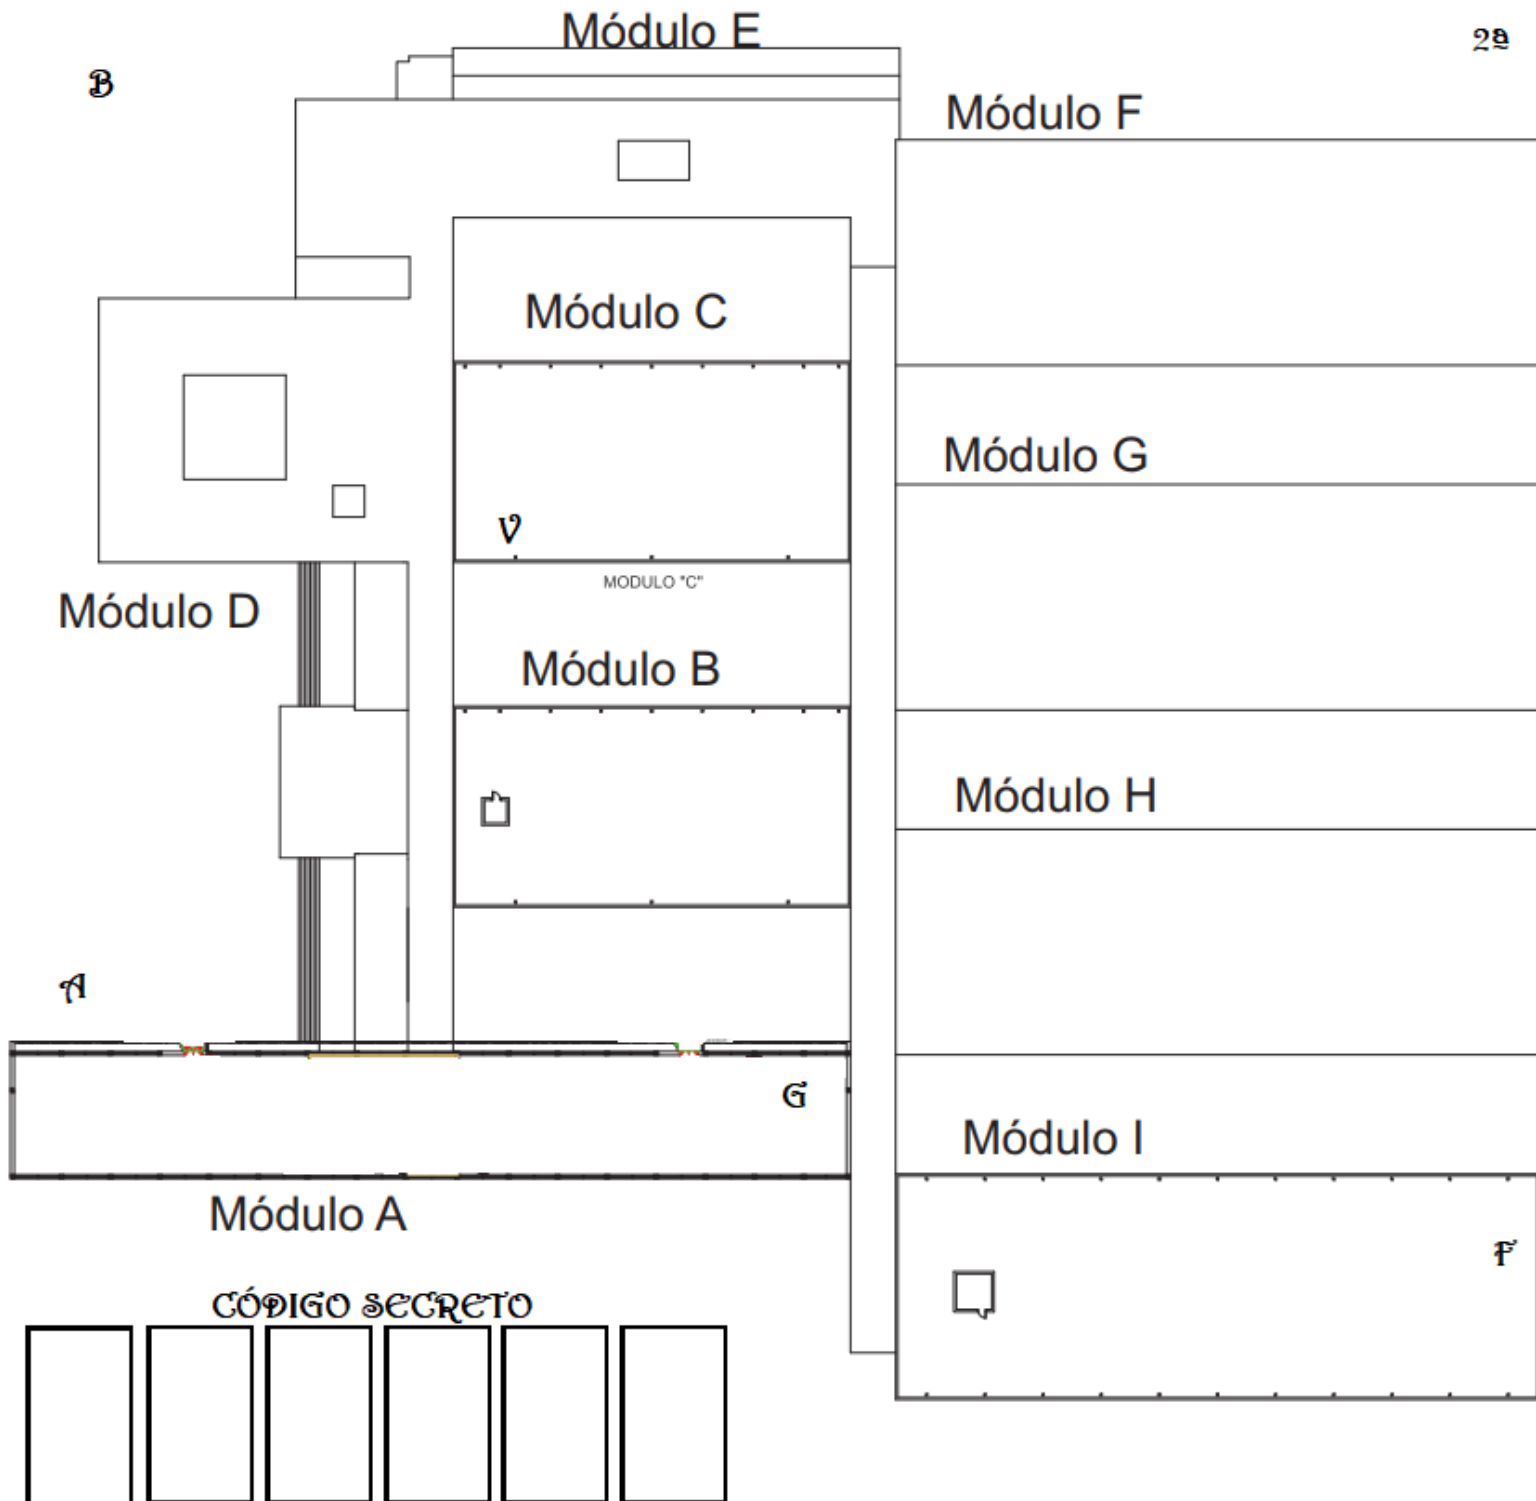 Módulo E
2ª
B
Módulo F
Módulo C
Módulo G
V
MODULO "C"
Módulo D
Módulo B
Módulo H
A
G
Módulo I
Módulo A
F
CÓDIGO SECRETO